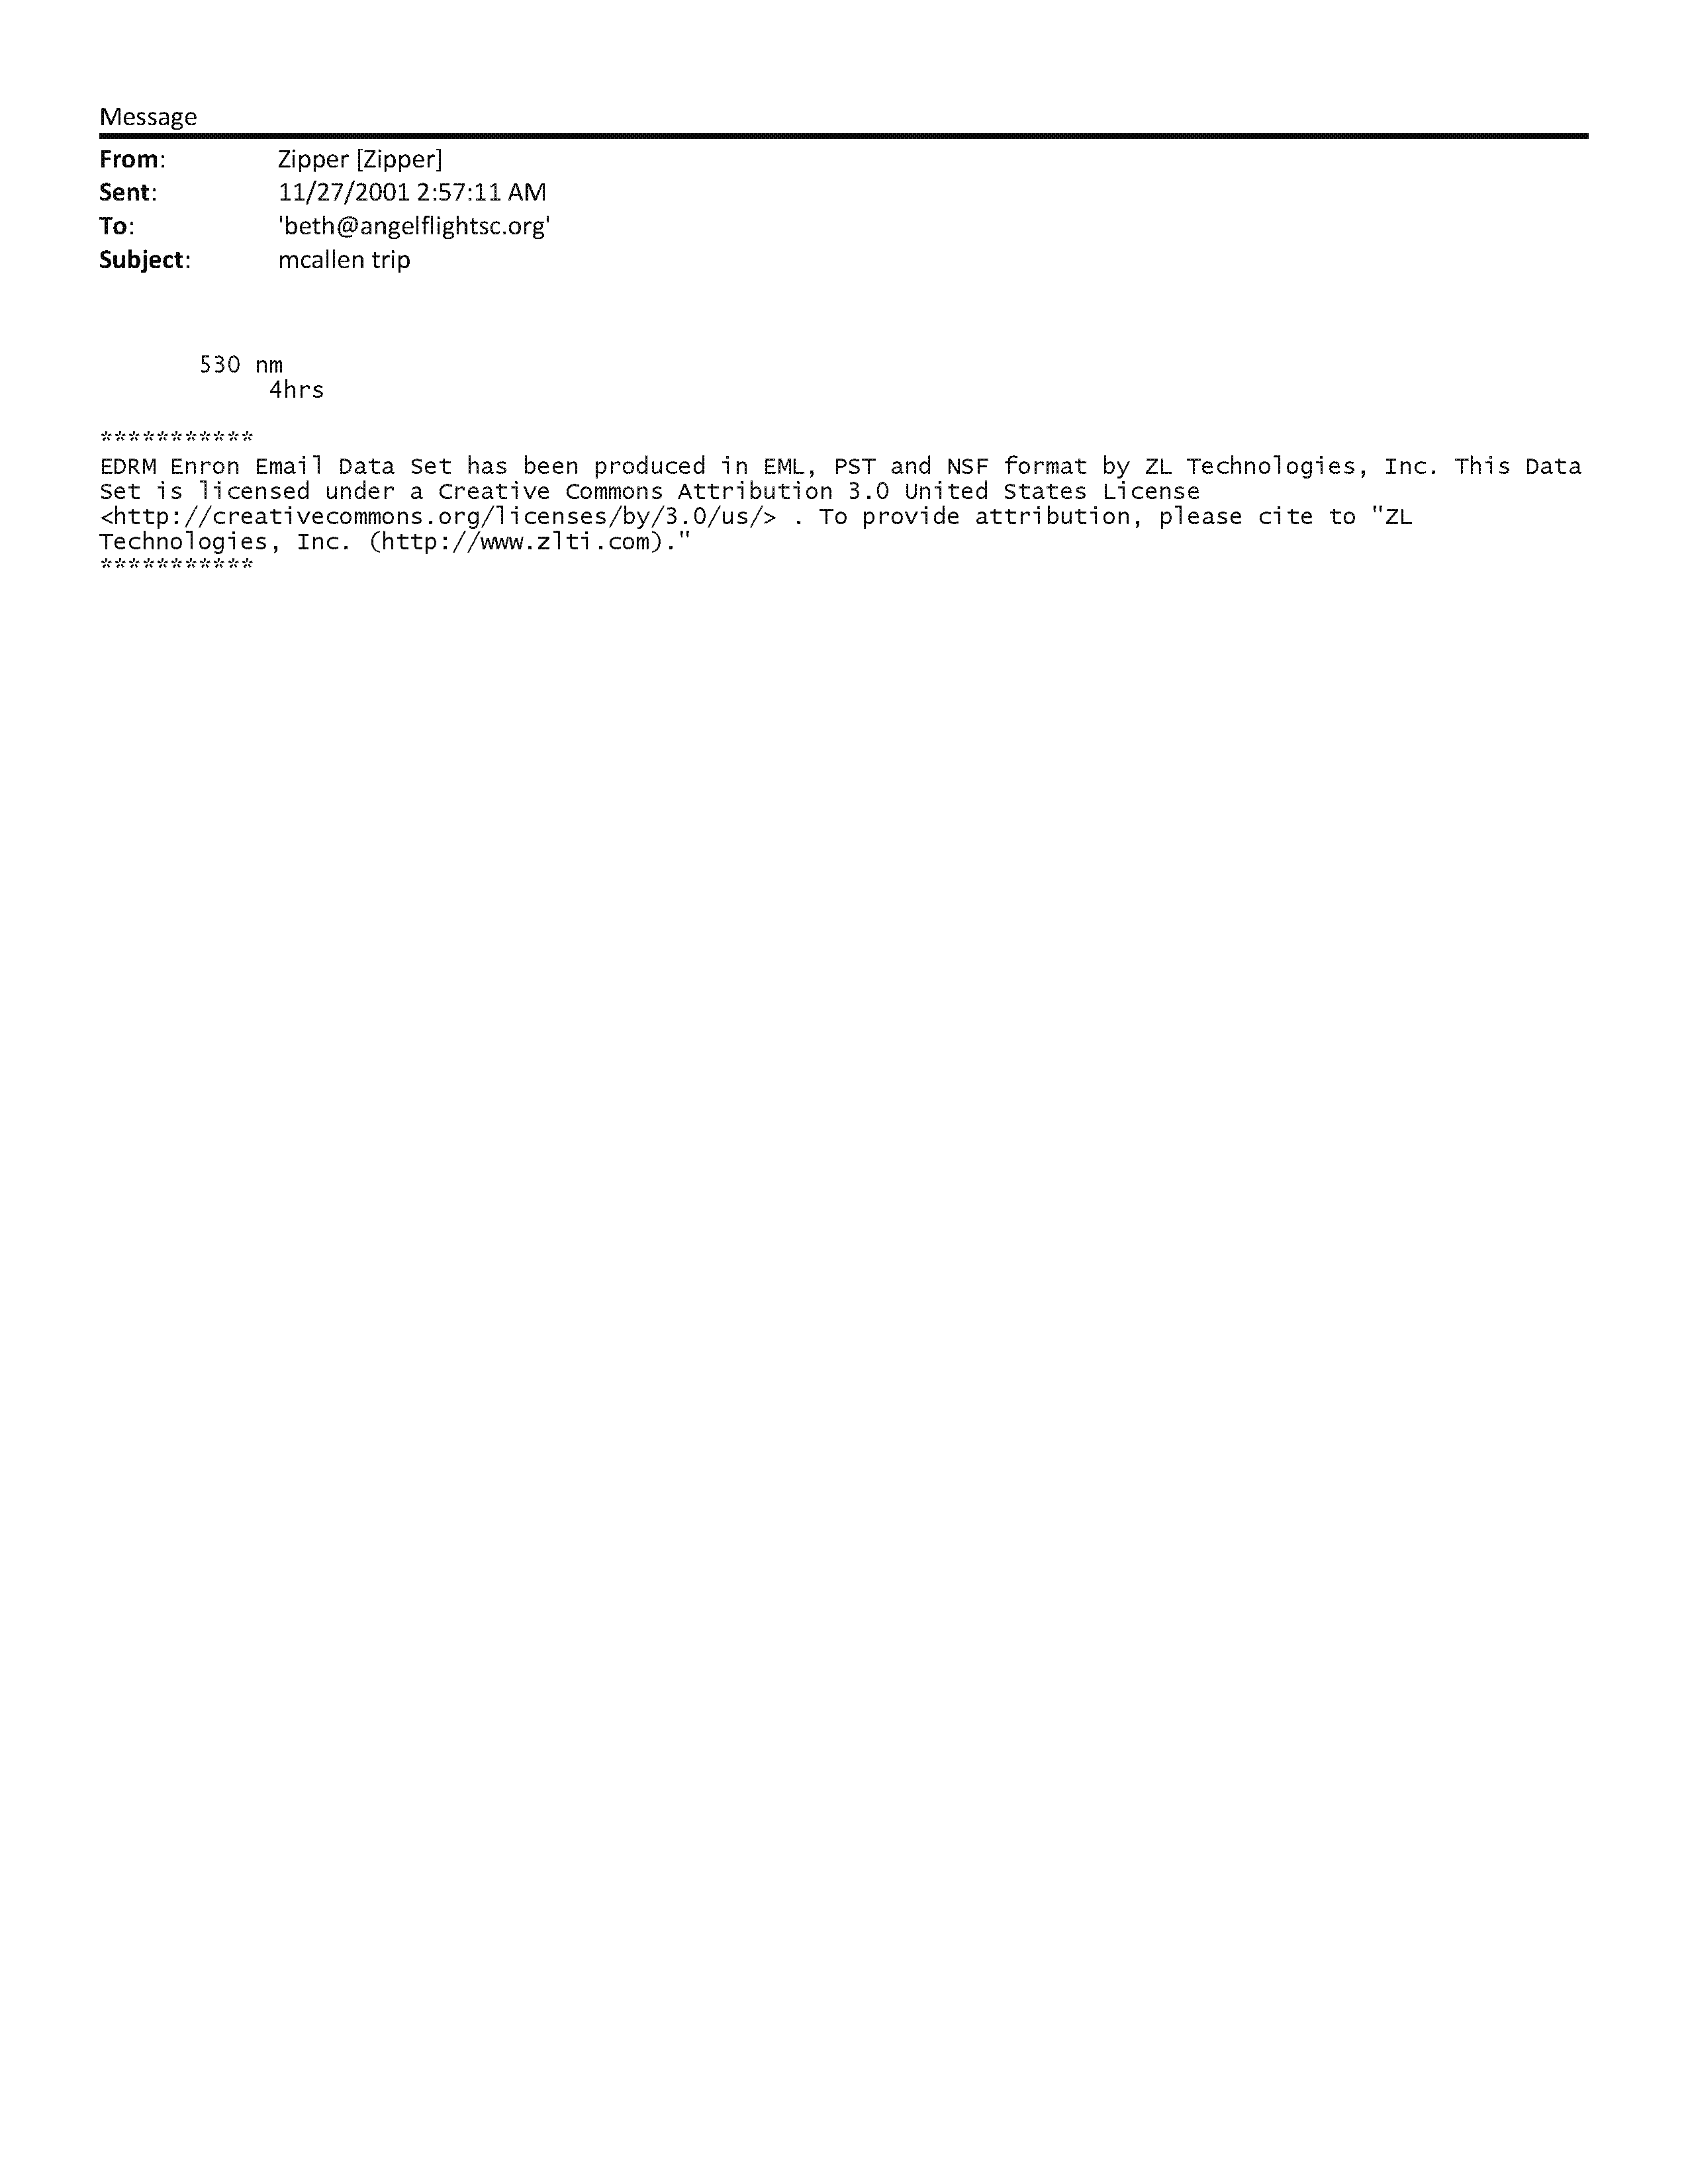 Message
From: Zipper [Zipper]
Sent: 11/27/2001 2:57:11 AM
To: 'beth@angelflightsc.org'
Subject: mcallen trip
530 nm
4hrs
***********
EDRM Enron Email Data Set has been produced in EML, PST and NSF format by ZL Technologies, Inc. This Data
Set is licensed under a Creative Commons Attribution 3.0 United States License
<http://creativecommons.org/licenses/by/3.0/us/> . To provide attribution, please cite to "ZL
Technologies, Inc. (http://www.zlti.com)."
***********